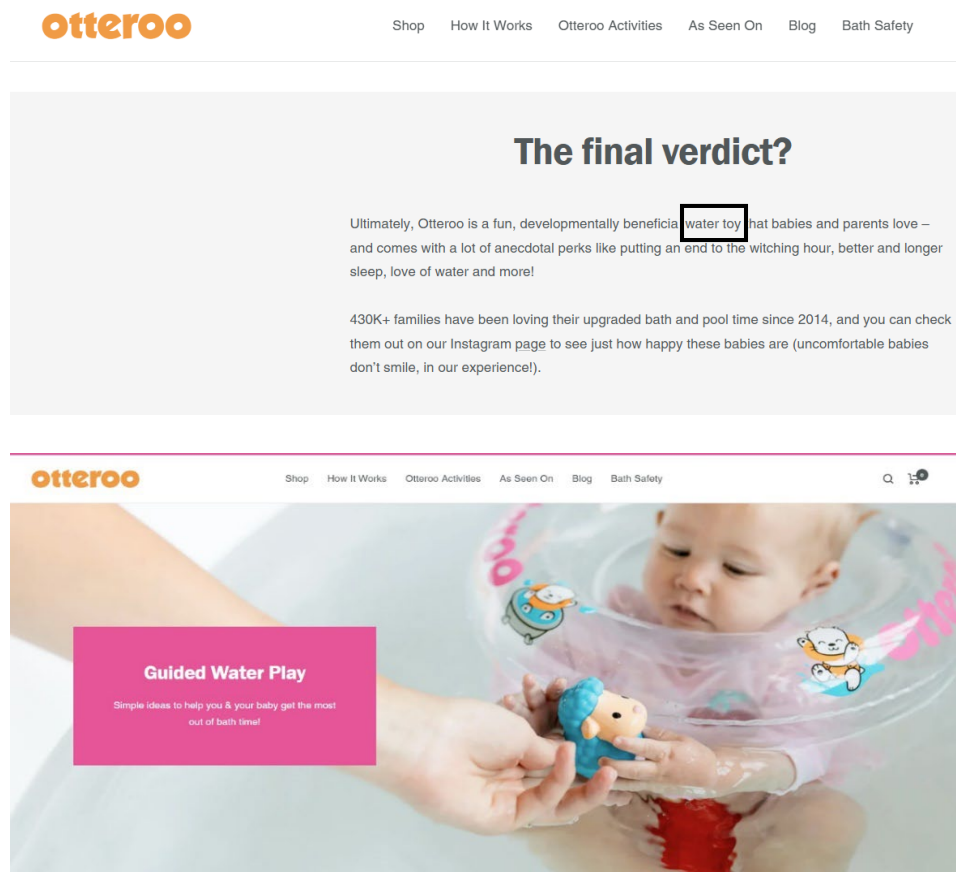 otteroo
Shop How It Works Otteroo Activities As Seen On Blog Bath Safety
The final verdict?
Ultimately, Otteroo is a fun, developmentally beneficia water toy hat babies and parents love –
and comes with a lot of anecdotal perks like putting an end to the witching hour, better and longer
sleep, love of water and more!
430K+ families have been loving their upgraded bath and pool time since 2014, and you can check
them out on our Instagram page to see just how happy these babies are (uncomfortable babies
don't smile, in our experience!).
otteroo
Shop How It Works Otteroo Activities As Seen On Blog Bath Safety
Guided Water Play
Simple ideas to help you & your baby get the most
out of bath time!